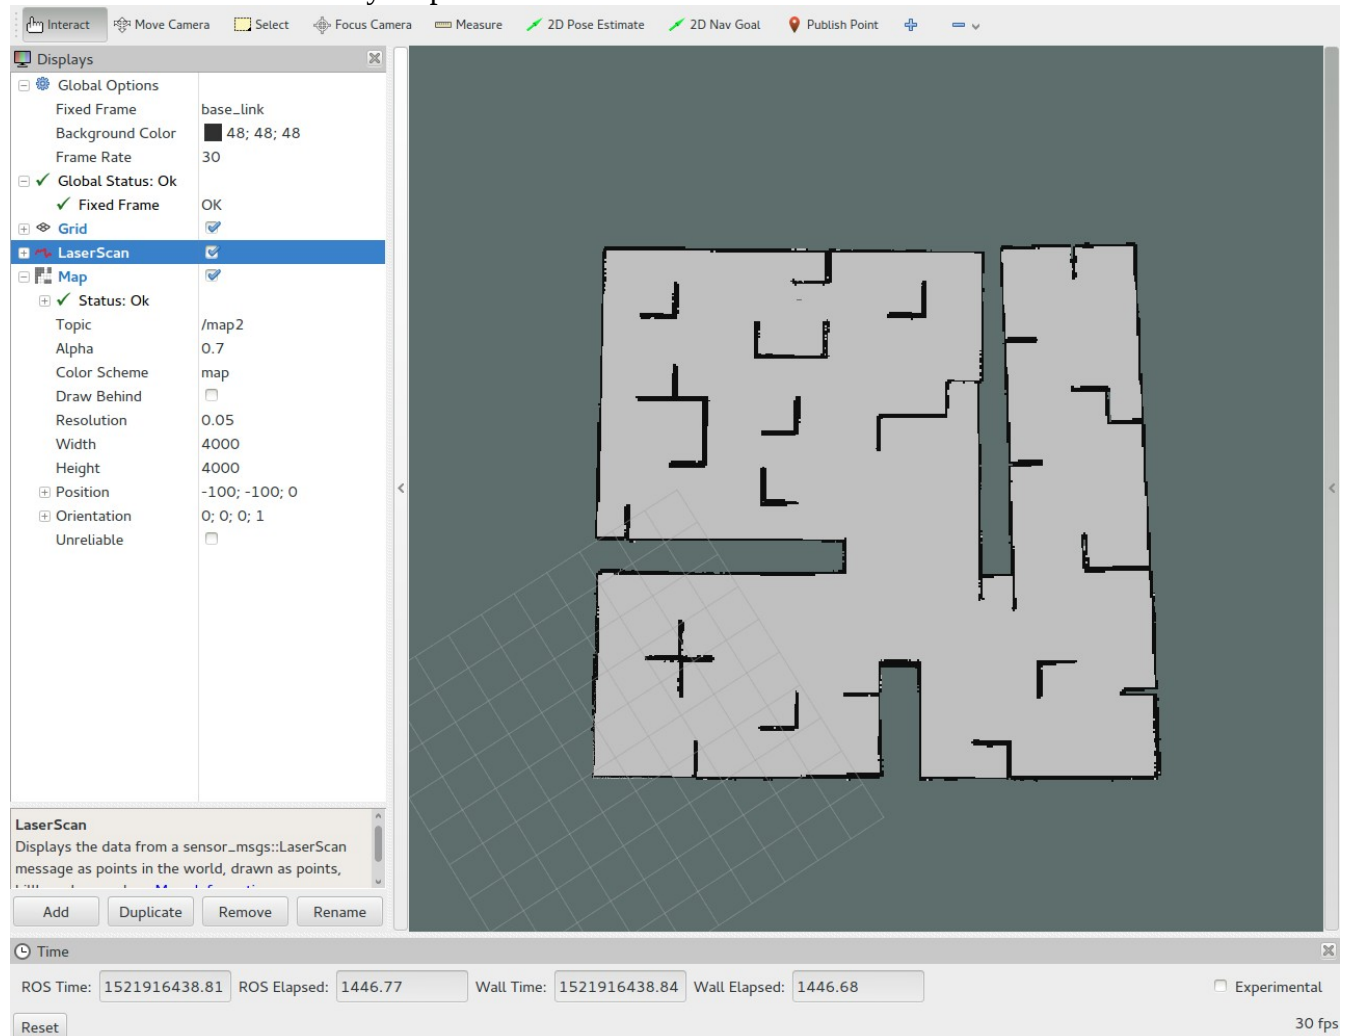 Interact Move Camera Select Focus Camera Measure 2D Pose Estimate 2D Nav Goal Publish Point
Displays
Global Options
Fixed Frame base_link
Background Color 48; 48; 48
Frame Rate 30
Global Status: Ok
Fixed Frame OK
Grid
LaserScan
Map
Status: Ok
Topic /map2
Alpha 0.7
Color Scheme map
Draw Behind
Resolution 0.05
Width 4000
Height 4000
Position -100; -100; 0
Orientation 0; 0; 0; 1
Unreliable
LaserScan
Displays the data from a sensor_msgs::LaserScan
message as points in the world, drawn as points,
Add Duplicate Remove Rename
Time
ROS Time: 1521916438.81 ROS Elapsed: 1446.77 Wall Time: 1521916438.84 Wall Elapsed: 1446.68 Experimental
Reset 30 fps